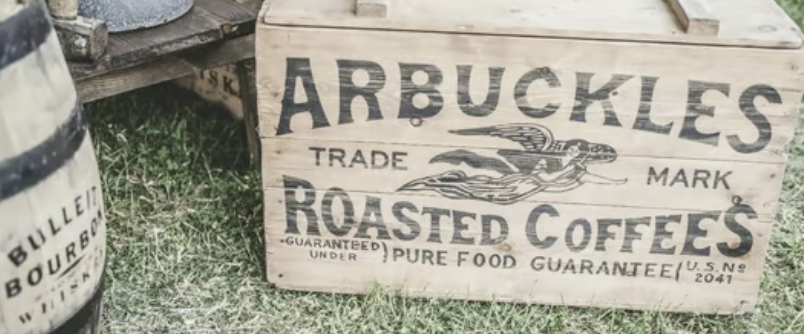 ARBUCKLES
TRADE MARK
ROASTED COFFEES
GUARANTEED UNDER } PURE FOOD GUARANTEE { U.S. Nº 2041
BULLEIT
BOURBON
WHISKEY